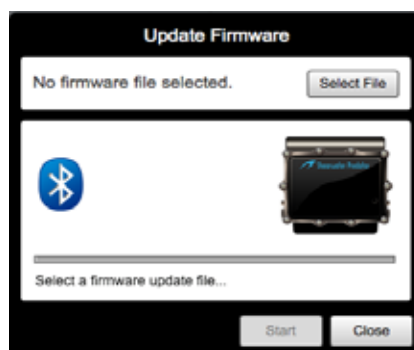 Update Firmware
No firmware file selected.
Select File
Select a firmware update file...
Start
Close